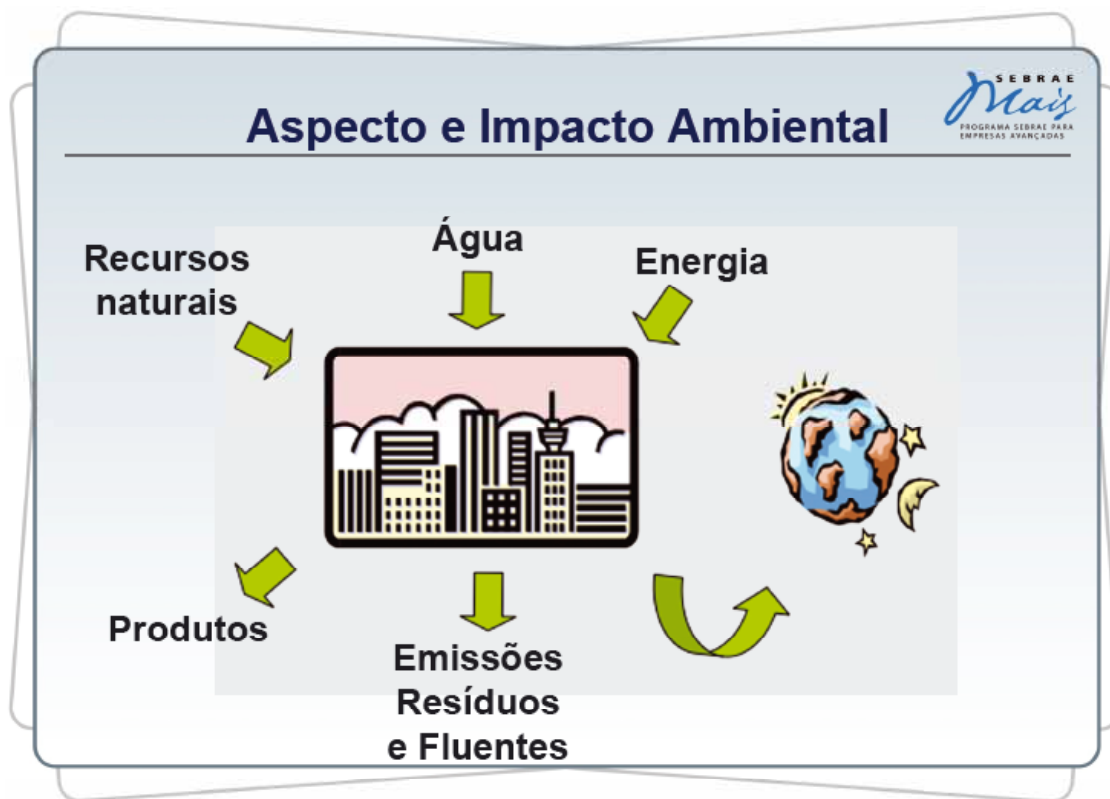 SEBRAE
Mais
PROGRAMA SEBRAE PARA
EMPRESAS AVANÇADAS
Aspecto e Impacto Ambiental
Recursos
naturais
Água
Energia
Produtos
Emissões
Resíduos
e Fluentes